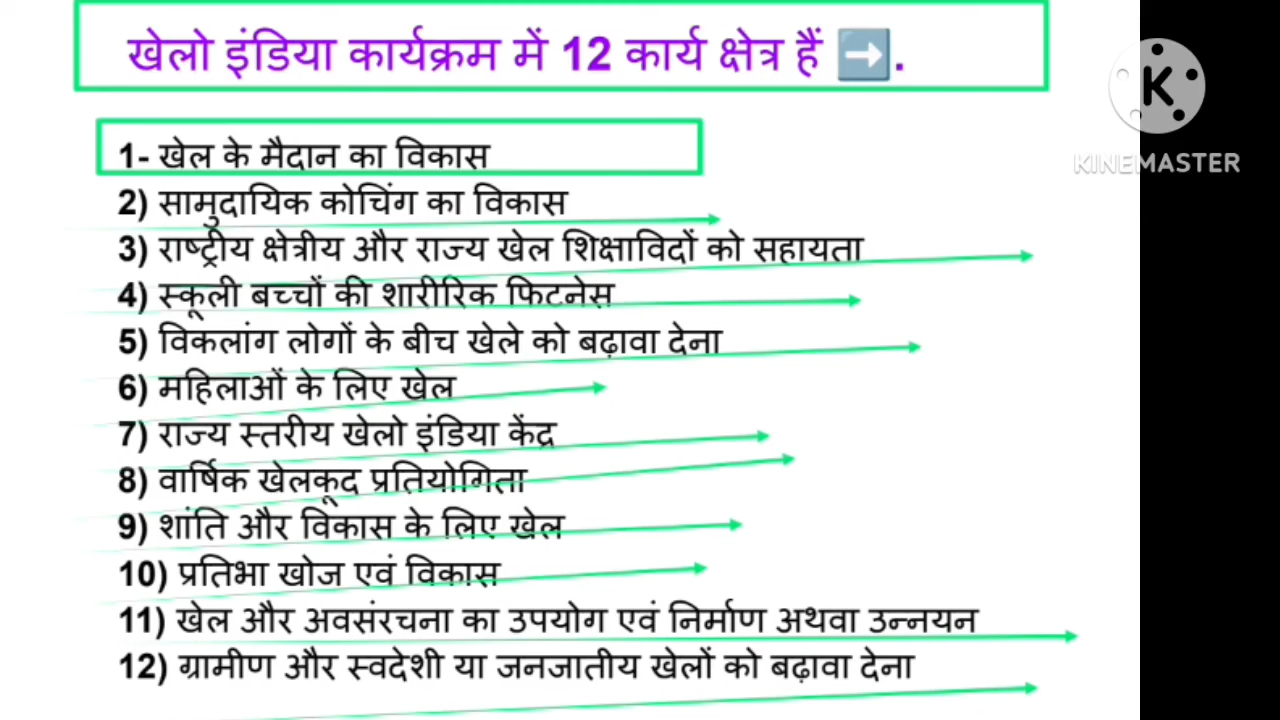 खेलो इंडिया कार्यक्रम में 12 कार्य क्षेत्र हैं ➡️.
K
KINEMASTER
1- खेल के मैदान का विकास
2) सामुदायिक कोचिंग का विकास
3) राष्ट्रीय क्षेत्रीय और राज्य खेल शिक्षाविदों को सहायता
4) स्कूली बच्चों की शारीरिक फिटनेस
5) विकलांग लोगों के बीच खेले को बढ़ावा देना
6) महिलाओं के लिए खेल
7) राज्य स्तरीय खेलो इंडिया केंद्र
8) वार्षिक खेलकूद प्रतियोगिता
9) शांति और विकास के लिए खेल
10) प्रतिभा खोज एवं विकास
11) खेल और अवसंरचना का उपयोग एवं निर्माण अथवा उन्नयन
12) ग्रामीण और स्वदेशी या जनजातीय खेलों को बढ़ावा देना